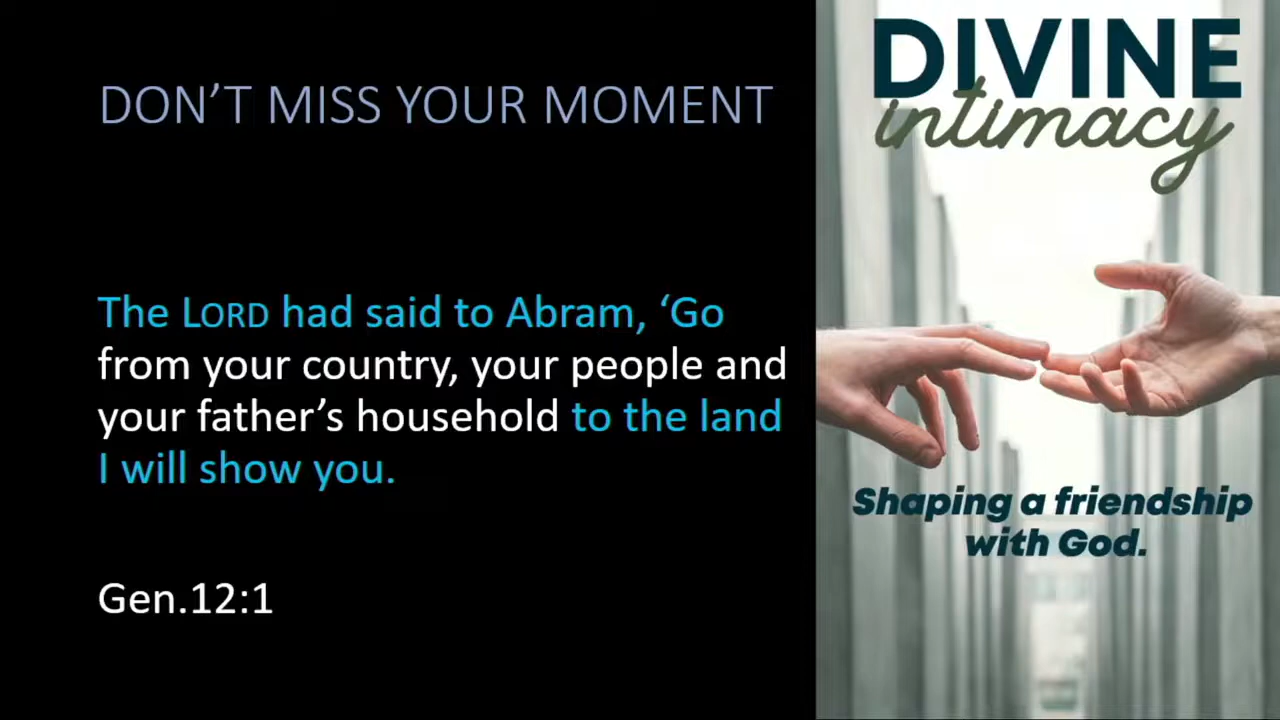 DON’T MISS YOUR MOMENT
The LORD had said to Abram, ‘Go
from your country, your people and
your father’s household to the land
I will show you.
Gen.12:1
DIVINE
intimacy
Shaping a friendship
with God.